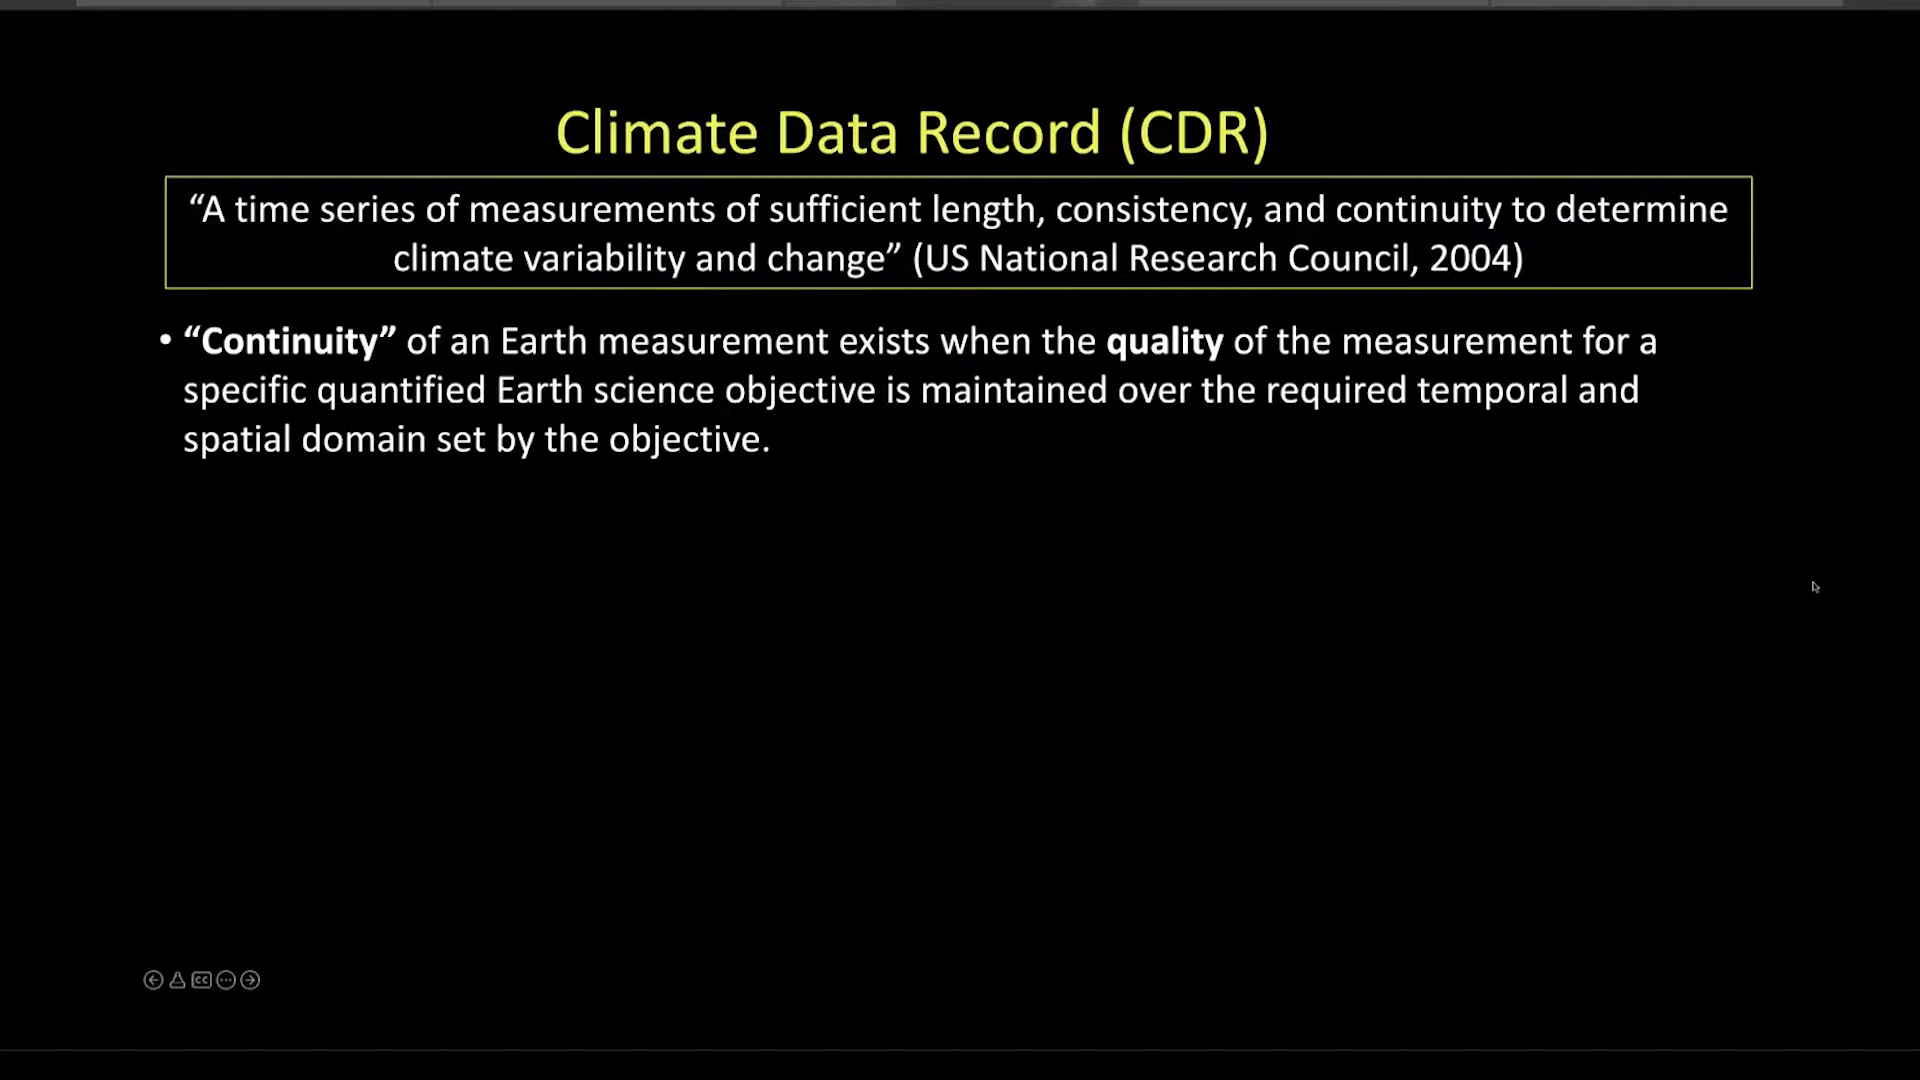 Climate Data Record (CDR)
“A time series of measurements of sufficient length, consistency, and continuity to determine
climate variability and change” (US National Research Council, 2004)
• “Continuity” of an Earth measurement exists when the quality of the measurement for a
specific quantified Earth science objective is maintained over the required temporal and
spatial domain set by the objective.
CC